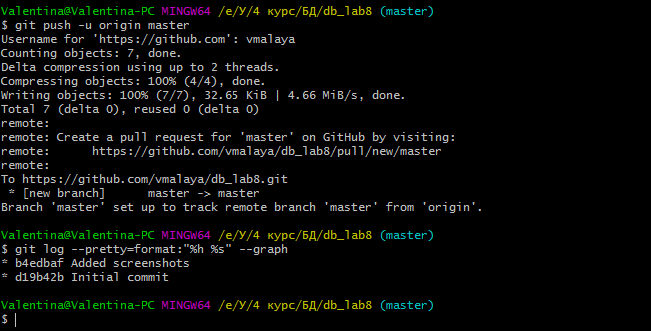 Valentina@Valentina-PC MINGW64 /e/У/4 курс/БД/db_lab8 (master)
$ git push -u origin master
Username for 'https://github.com': vmalaya
Counting objects: 7, done.
Delta compression using up to 2 threads.
Compressing objects: 100% (4/4), done.
Writing objects: 100% (7/7), 32.65 KiB | 4.66 MiB/s, done.
Total 7 (delta 0), reused 0 (delta 0)
remote:
remote: Create a pull request for 'master' on GitHub by visiting:
remote:      https://github.com/vmalaya/db_lab8/pull/new/master
remote:
To https://github.com/vmalaya/db_lab8.git
 * [new branch]      master -> master
Branch 'master' set up to track remote branch 'master' from 'origin'.
Valentina@Valentina-PC MINGW64 /e/У/4 курс/БД/db_lab8 (master)
$ git log --pretty=format:"%h %s" --graph
* b4edbaf Added screenshots
* d19b42b Initial commit
Valentina@Valentina-PC MINGW64 /e/У/4 курс/БД/db_lab8 (master)
$